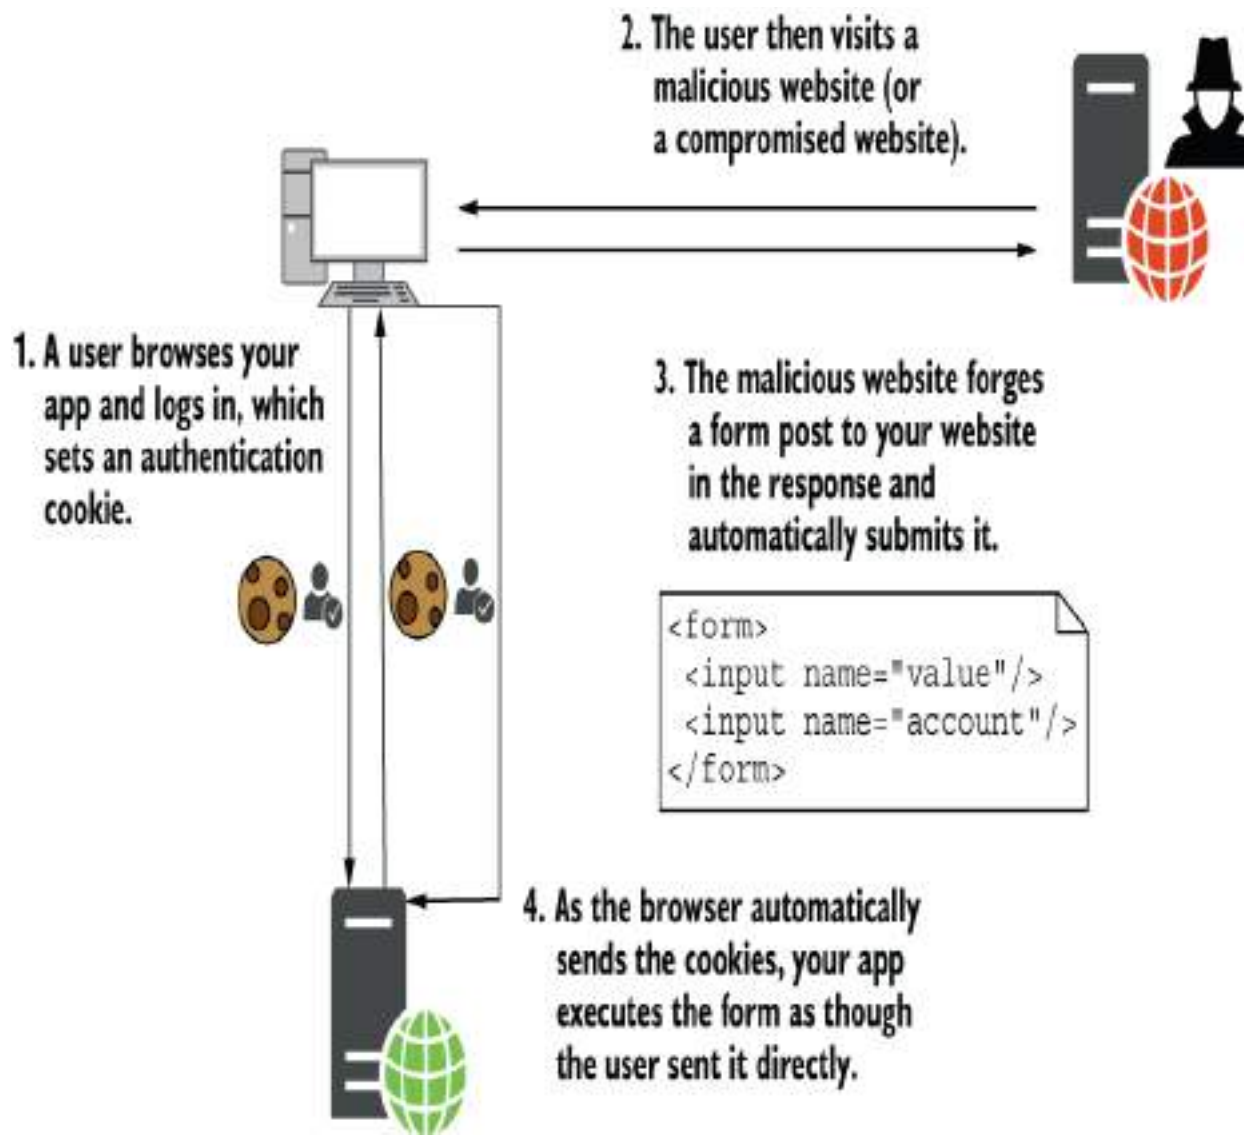 2. The user then visits a
malicious website (or
a compromised website).
1. A user browses your
app and logs in, which
sets an authentication
cookie.
3. The malicious website forges
a form post to your website
in the response and
automatically submits it.
<form>
<input name="value"/>
<input name="account"/>
</form>
4. As the browser automatically
sends the cookies, your app
executes the form as though
the user sent it directly.